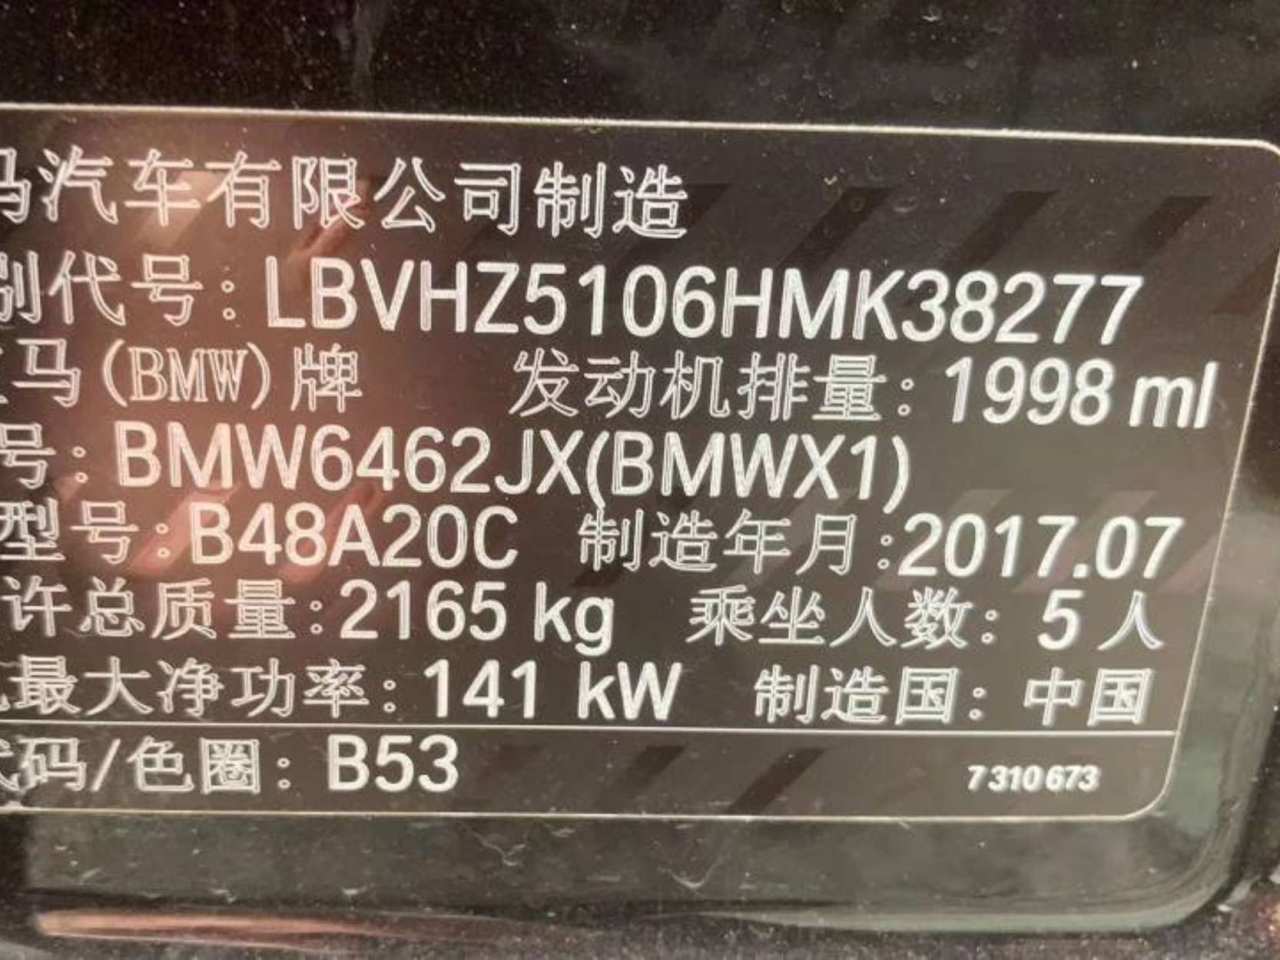 马汽车有限公司制造
别代号:LBVHZ5106HMK38277
马(BMW)牌 发动机排量:1998 ml
号:BMW6462JX(BMWX1)
型号:B48A20C 制造年月:2017.07
许总质量:2165 kg 乘坐人数:5人
最大净功率:141 kW 制造国:中国
代码/色圈:B53 7310673